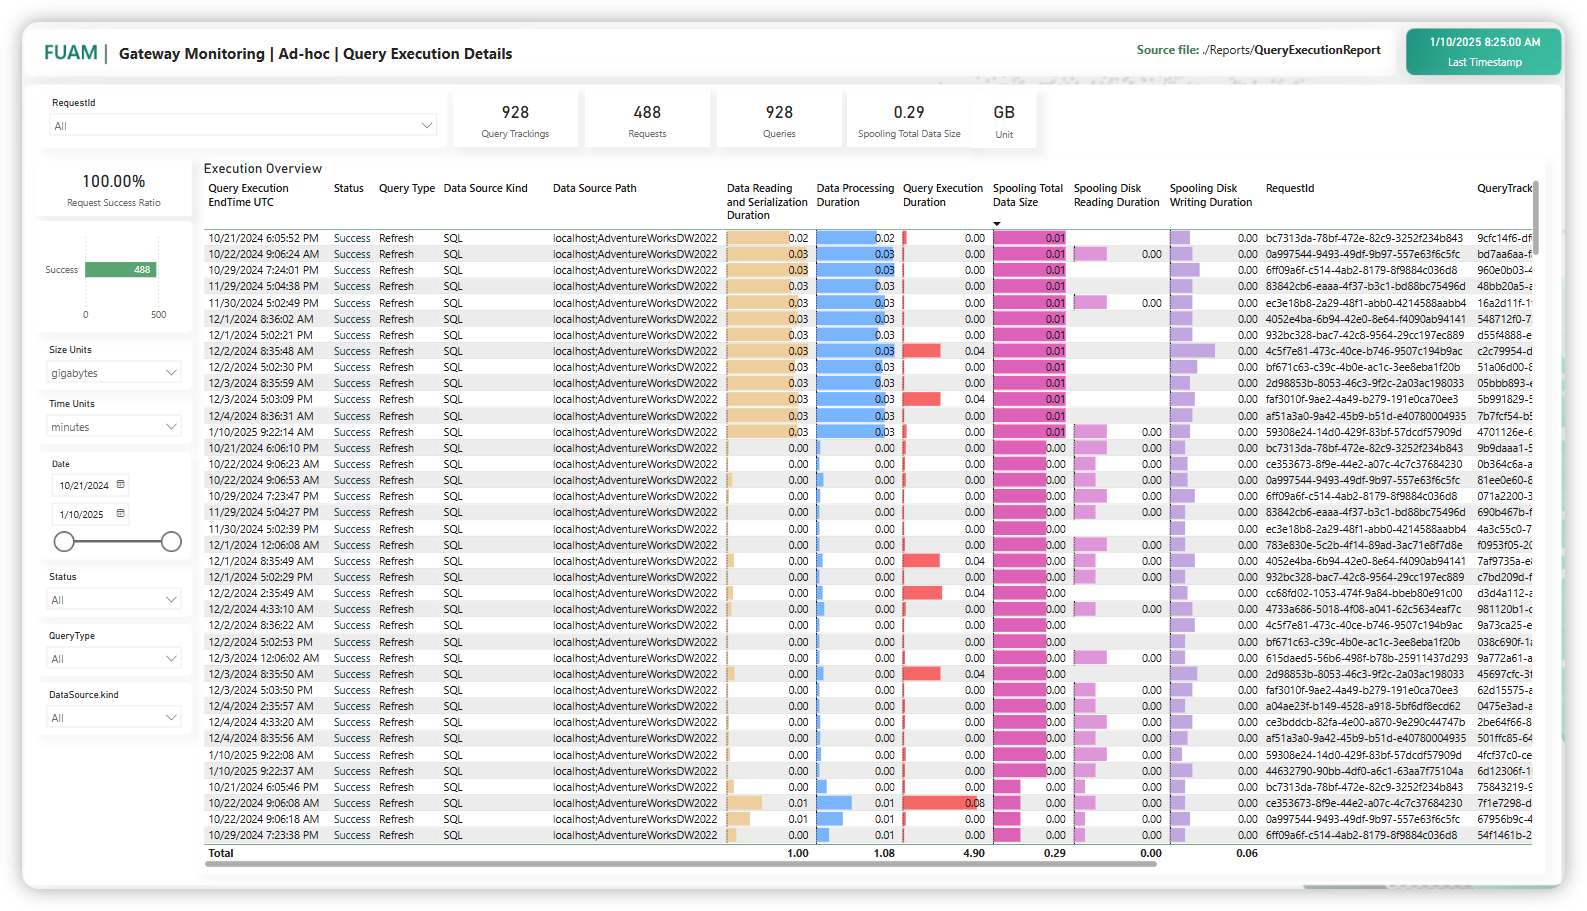 FUAM | Gateway Monitoring | Ad-hoc | Query Execution Details
Source file: ./Reports/QueryExecutionReport
1/10/2025 8:25:00 AM
Last Timestamp
RequestId
All
928
Query Trackings
488
Requests
928
Queries
0.29
Spooling Total Data Size
GB
Unit
100.00%
Request Success Ratio
Success 488
0 500
Size Units
gigabytes
Time Units
minutes
Date
10/21/2024
1/10/2025
Status
All
QueryType
All
DataSource.kind
All
Execution Overview
Query Execution EndTime UTC Status Query Type Data Source Kind Data Source Path Data Reading and Serialization Duration Data Processing Duration Query Execution Duration Spooling Total Data Size Spooling Disk Reading Duration Spooling Disk Writing Duration RequestId QueryTrack
10/21/2024 6:05:52 PM Success Refresh SQL localhost;AdventureWorksDW2022 0.02 0.02 0.00 0.01 0.00 bc7313da-78bf-472e-82c9-3252f234b843 9cfc14f6-df
10/22/2024 9:06:24 AM Success Refresh SQL localhost;AdventureWorksDW2022 0.03 0.03 0.00 0.01 0.00 0.00 0a997544-9493-49df-9b97-557e63f6c5fc bd7aa6aa-f
10/29/2024 7:24:01 PM Success Refresh SQL localhost;AdventureWorksDW2022 0.03 0.03 0.00 0.01 0.00 6ff09a6f-c514-4ab2-8179-8f9884c036d8 960e0b03-4
11/29/2024 5:04:38 PM Success Refresh SQL localhost;AdventureWorksDW2022 0.03 0.03 0.00 0.01 0.00 83842cb6-eaaa-4f37-b3c1-bd88bc75496d 48bb20a5-a
11/30/2024 5:02:49 PM Success Refresh SQL localhost;AdventureWorksDW2022 0.03 0.03 0.00 0.01 0.00 0.00 ec3e18b8-2a29-48f1-abb0-4214588aabb4 16a2d11f-1
12/1/2024 8:36:02 AM Success Refresh SQL localhost;AdventureWorksDW2022 0.03 0.03 0.00 0.01 0.00 4052e4ba-6b94-42e0-8e64-f4090ab94141 548712f0-7
12/1/2024 5:02:21 PM Success Refresh SQL localhost;AdventureWorksDW2022 0.03 0.03 0.00 0.01 0.00 932bc328-bac7-42c8-9564-29cc197ec889 d55f4888-e
12/2/2024 8:35:48 AM Success Refresh SQL localhost;AdventureWorksDW2022 0.03 0.03 0.04 0.01 0.00 4c5f7e81-473c-40ce-b746-9507c194b9ac c2c79954-d
12/2/2024 5:02:30 PM Success Refresh SQL localhost;AdventureWorksDW2022 0.03 0.03 0.00 0.01 0.00 bf671c63-c39c-4b0e-ac1c-3ee8eba1f20b 51a06d00-8
12/3/2024 8:35:59 AM Success Refresh SQL localhost;AdventureWorksDW2022 0.03 0.03 0.00 0.01 0.00 2d98853b-8053-46c3-9f2c-2a03ac198033 05bbb893-e
12/3/2024 5:03:09 PM Success Refresh SQL localhost;AdventureWorksDW2022 0.03 0.03 0.04 0.01 0.00 faf3010f-9ae2-4a49-b279-191e0ca70ee3 5b991829-5
12/4/2024 8:36:31 AM Success Refresh SQL localhost;AdventureWorksDW2022 0.03 0.03 0.00 0.01 0.00 af51a3a0-9a42-45b9-b51d-e40780004935 7b7fcf54-b5
1/10/2025 9:22:14 AM Success Refresh SQL localhost;AdventureWorksDW2022 0.03 0.03 0.00 0.01 0.00 0.00 59308e24-14d0-429f-83bf-57dcdf57909d 4701126e-6
10/21/2024 6:06:10 PM Success Refresh SQL localhost;AdventureWorksDW2022 0.00 0.00 0.00 0.00 0.00 0.00 bc7313da-78bf-472e-82c9-3252f234b843 9b9daaa1-5
10/22/2024 9:06:23 AM Success Refresh SQL localhost;AdventureWorksDW2022 0.00 0.00 0.00 0.00 0.00 0.00 ce353673-8f9e-44e2-a07c-4c7c37684230 0b364c6a-a
10/22/2024 9:06:53 AM Success Refresh SQL localhost;AdventureWorksDW2022 0.00 0.00 0.00 0.00 0.00 0.00 0a997544-9493-49df-9b97-557e63f6c5fc 81ee0e60-8
10/29/2024 7:23:47 PM Success Refresh SQL localhost;AdventureWorksDW2022 0.00 0.00 0.00 0.00 0.00 0.00 6ff09a6f-c514-4ab2-8179-8f9884c036d8 071a2200-3
11/29/2024 5:04:27 PM Success Refresh SQL localhost;AdventureWorksDW2022 0.00 0.00 0.00 0.00 0.00 0.00 83842cb6-eaaa-4f37-b3c1-bd88bc75496d 690b467b-f
11/30/2024 5:02:39 PM Success Refresh SQL localhost;AdventureWorksDW2022 0.00 0.00 0.00 0.00 0.00 ec3e18b8-2a29-48f1-abb0-4214588aabb4 4a3c55c0-7
12/1/2024 12:06:08 AM Success Refresh SQL localhost;AdventureWorksDW2022 0.00 0.00 0.00 0.00 0.00 0.00 783e830e-5c2b-4f14-89ad-3ac71e8f7d8e f0953f05-20
12/1/2024 8:35:49 AM Success Refresh SQL localhost;AdventureWorksDW2022 0.00 0.00 0.04 0.00 0.00 0.00 4052e4ba-6b94-42e0-8e64-f4090ab94141 7af9735a-e
12/1/2024 5:02:29 PM Success Refresh SQL localhost;AdventureWorksDW2022 0.00 0.00 0.00 0.00 0.00 0.00 932bc328-bac7-42c8-9564-29cc197ec889 c7bd209d-f
12/2/2024 2:35:49 AM Success Refresh SQL localhost;AdventureWorksDW2022 0.00 0.00 0.04 0.00 0.00 cc68fd02-1053-474f-9a84-bbeb80e91c00 d3d4a112-a
12/2/2024 4:33:10 AM Success Refresh SQL localhost;AdventureWorksDW2022 0.00 0.00 0.00 0.00 0.00 0.00 4733a686-5018-4f08-a041-62c5634eaf7c 981120b1-c
12/2/2024 8:36:22 AM Success Refresh SQL localhost;AdventureWorksDW2022 0.00 0.00 0.00 0.00 0.00 4c5f7e81-473c-40ce-b746-9507c194b9ac 9a73ca25-e
12/2/2024 5:02:53 PM Success Refresh SQL localhost;AdventureWorksDW2022 0.00 0.00 0.00 0.00 0.00 bf671c63-c39c-4b0e-ac1c-3ee8eba1f20b 038c690f-1
12/3/2024 12:06:02 AM Success Refresh SQL localhost;AdventureWorksDW2022 0.00 0.00 0.00 0.00 0.00 0.00 615daed5-56b6-498f-b78b-25911437d293 9a772a61-a
12/3/2024 8:35:50 AM Success Refresh SQL localhost;AdventureWorksDW2022 0.00 0.00 0.04 0.00 0.00 2d98853b-8053-46c3-9f2c-2a03ac198033 45697cfc-3
12/3/2024 5:03:50 PM Success Refresh SQL localhost;AdventureWorksDW2022 0.00 0.00 0.00 0.00 0.00 0.00 faf3010f-9ae2-4a49-b279-191e0ca70ee3 62d15575-a
12/4/2024 2:35:57 AM Success Refresh SQL localhost;AdventureWorksDW2022 0.00 0.00 0.00 0.00 0.00 0.00 a04ae23f-b149-4528-a918-5bf6df8ecd62 0475e3ad-a
12/4/2024 4:33:20 AM Success Refresh SQL localhost;AdventureWorksDW2022 0.00 0.00 0.00 0.00 0.00 0.00 ce3bddcb-82fa-4e00-a870-9e290c44747b 2be64f66-8
12/4/2024 8:35:56 AM Success Refresh SQL localhost;AdventureWorksDW2022 0.00 0.00 0.00 0.00 0.00 0.00 af51a3a0-9a42-45b9-b51d-e40780004935 501ffc85-64
1/10/2025 9:22:08 AM Success Refresh SQL localhost;AdventureWorksDW2022 0.00 0.00 0.00 0.00 0.00 0.00 59308e24-14d0-429f-83bf-57dcdf57909d 4fcf37c0-ce
1/10/2025 9:22:37 AM Success Refresh SQL localhost;AdventureWorksDW2022 0.00 0.00 0.00 0.00 0.00 0.00 44632790-90bb-4df0-a6c1-63aa7f75104a 6d12306f-1
10/21/2024 6:05:46 PM Success Refresh SQL localhost;AdventureWorksDW2022 0.00 0.00 0.00 0.00 0.00 0.00 bc7313da-78bf-472e-82c9-3252f234b843 75843219-9
10/22/2024 9:06:08 AM Success Refresh SQL localhost;AdventureWorksDW2022 0.01 0.01 0.08 0.00 0.00 0.00 ce353673-8f9e-44e2-a07c-4c7c37684230 7f1e7298-d
10/22/2024 9:06:18 AM Success Refresh SQL localhost;AdventureWorksDW2022 0.01 0.01 0.00 0.00 0.00 0.00 0a997544-9493-49df-9b97-557e63f6c5fc 67956b9c-4
10/29/2024 7:23:38 PM Success Refresh SQL localhost;AdventureWorksDW2022 0.00 0.01 0.00 0.00 0.00 0.00 6ff09a6f-c514-4ab2-8179-8f9884c036d8 54f1461b-2
Total 1.00 1.08 4.90 0.29 0.00 0.06